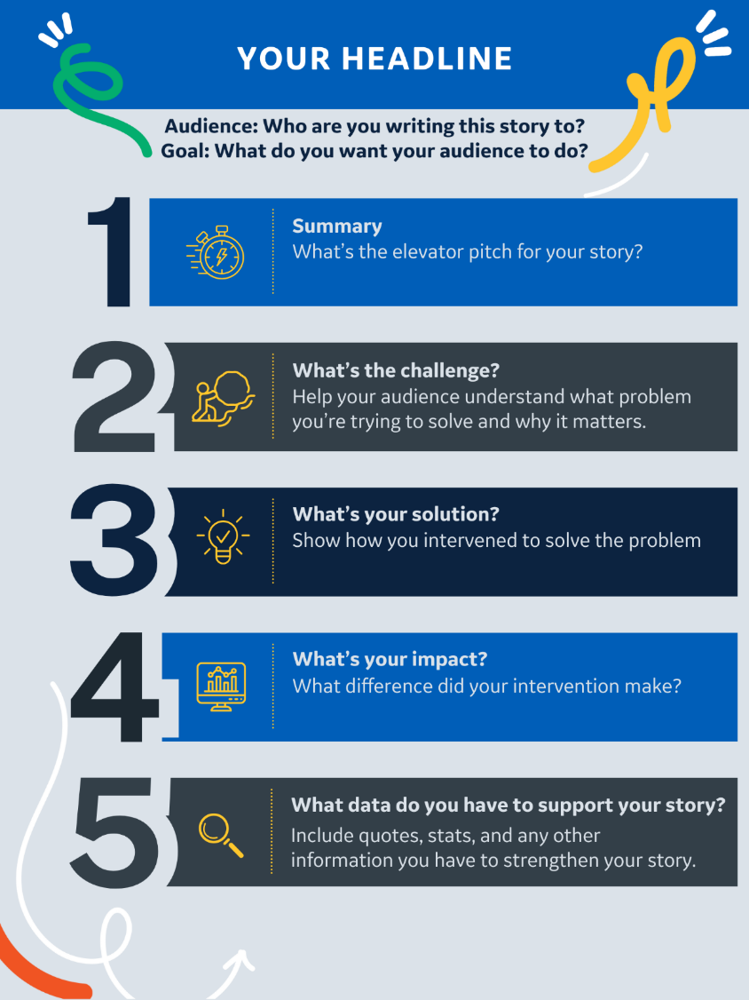 YOUR HEADLINE
Audience: Who are you writing this story to?
Goal: What do you want your audience to do?
1
Summary
What's the elevator pitch for your story?
2
What's the challenge?
Help your audience understand what problem
you're trying to solve and why it matters.
3
What's your solution?
Show how you intervened to solve the problem
4
What's your impact?
What difference did your intervention make?
5
What data do you have to support your story?
Include quotes, stats, and any other
information you have to strengthen your story.